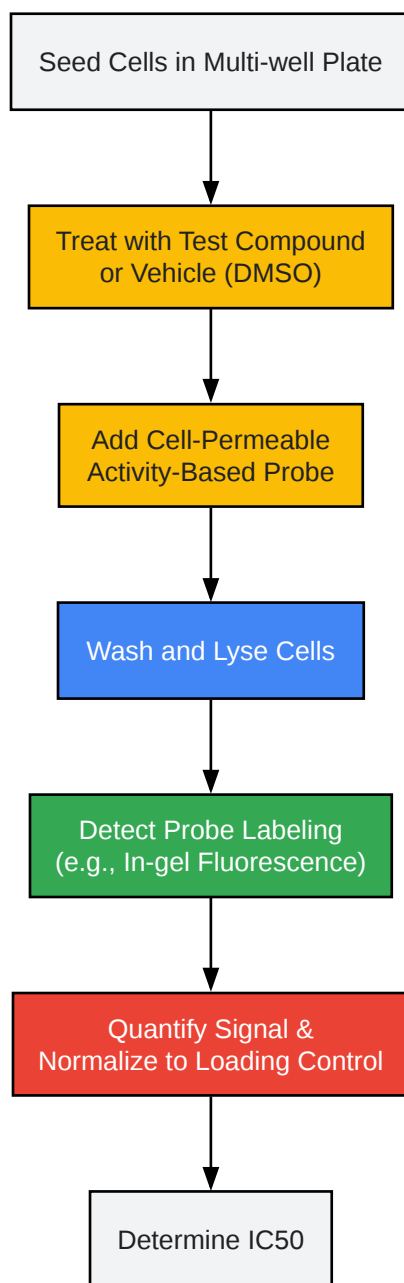 Seed Cells in Multi-well Plate
Treat with Test Compound
or Vehicle (DMSO)
Add Cell-Permeable
Activity-Based Probe
Wash and Lyse Cells
Detect Probe Labeling
(e.g., In-gel Fluorescence)
Quantify Signal &
Normalize to Loading Control
Determine IC50